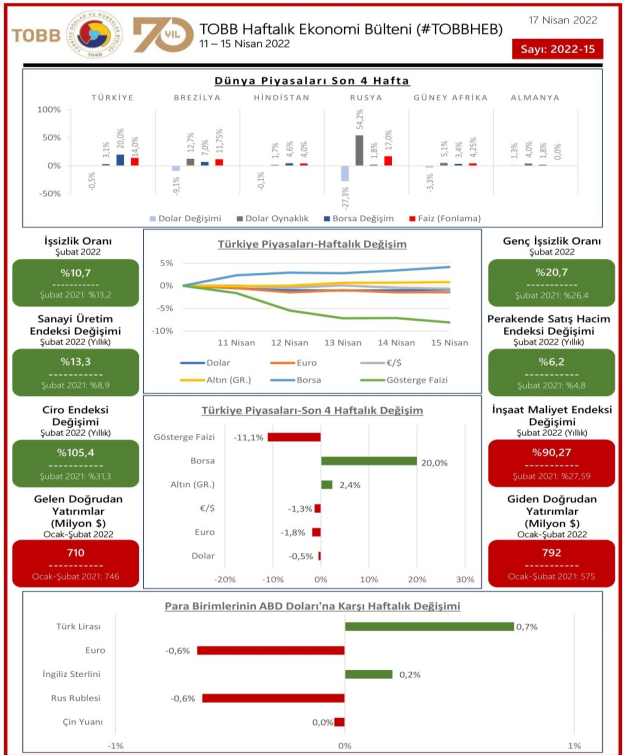 17 Nisan 2022
TOBB
70 YIL
TOBB Haftalık Ekonomi Bülteni (#TOBBHEB)
11 – 15 Nisan 2022
Sayı: 2022-15
Dünya Piyasaları Son 4 Hafta
TÜRKİYE BREZİLYA HİNDİSTAN RUSYA GÜNEY AFRIKA ALMANYA
100%
50%
0%
-50%
-0,5% 3,1% 20,0% 14,0%
-9,1% 12,7% 7,0% 11,75%
-0,1% 1,7% 4,6% 4,0%
-27,3% 54,2% 1,8% 17,0%
-3,3% 5,1% 3,4% 4,25%
1,3% 4,0% 1,8% 0,0%
Dolar Değişimi Dolar Oynaklık Borsa Değişim Faiz (Fonlama)
İşsizlik Oranı
Şubat 2022
%10,7
-----------
Şubat 2021: %13,2
Sanayi Üretim
Endeksi Değişimi
Şubat 2022 (Yıllık)
%13,3
-----------
Şubat 2021: %8,9
Ciro Endeksi
Değişimi
Şubat 2022 (Yıllık)
%105,4
-----------
Şubat 2021: %31,3
Gelen Doğrudan
Yatırımlar
(Milyon $)
Ocak-Şubat 2022
710
-----------
Ocak-Şubat 2021: 746
Türkiye Piyasaları-Haftalık Değişim
5%
0%
-5%
-10%
11 Nisan 12 Nisan 13 Nisan 14 Nisan 15 Nisan
Dolar Euro €/$
Altın (GR.) Borsa Gösterge Faizi
Türkiye Piyasaları-Son 4 Haftalık Değişim
Gösterge Faizi -11,1%
Borsa 20,0%
Altın (GR.) 2,4%
€/$ -1,3%
Euro -1,8%
Dolar -0,5%
-20% -10% 0% 10% 20% 30%
Genç İşsizlik Oranı
Şubat 2022
%20,7
-----------
Şubat 2021: %26,4
Perakende Satış Hacim
Endeksi Değişimi
Şubat 2022 (Yıllık)
%6,2
-----------
Şubat 2021: %4,8
İnşaat Maliyet Endeksi
Değişimi
Şubat 2022 (Yıllık)
%90,27
-----------
Şubat 2021: %27,59
Giden Doğrudan
Yatırımlar
(Milyon $)
Ocak-Şubat 2022
792
-----------
Ocak-Şubat 2021: 575
Para Birimlerinin ABD Doları'na Karşı Haftalık Değişimi
Türk Lirası 0,7%
Euro -0,6%
İngiliz Sterlini 0,2%
Rus Rublesi -0,6%
Çin Yuanı 0,0%
-1% 0% 1%